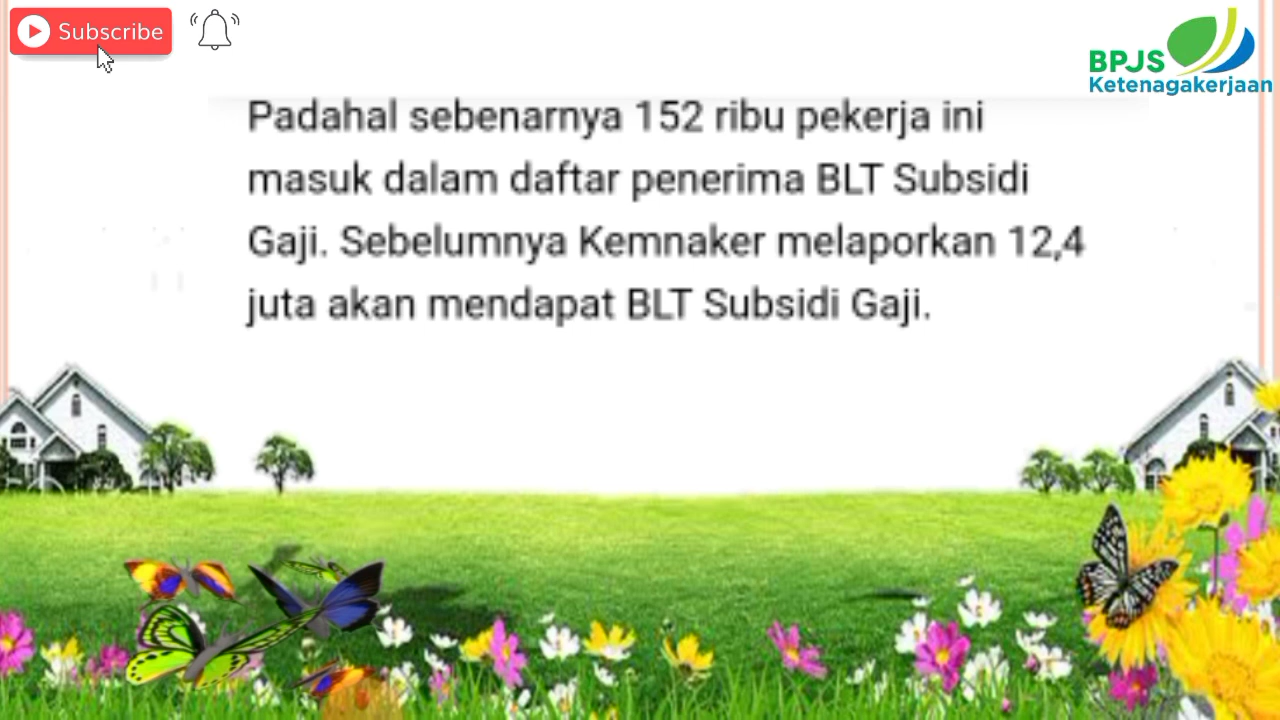 Subscribe
BPJS
Ketenagakerjaan
Padahal sebenarnya 152 ribu pekerja ini
masuk dalam daftar penerima BLT Subsidi
Gaji. Sebelumnya Kemnaker melaporkan 12,4
juta akan mendapat BLT Subsidi Gaji.